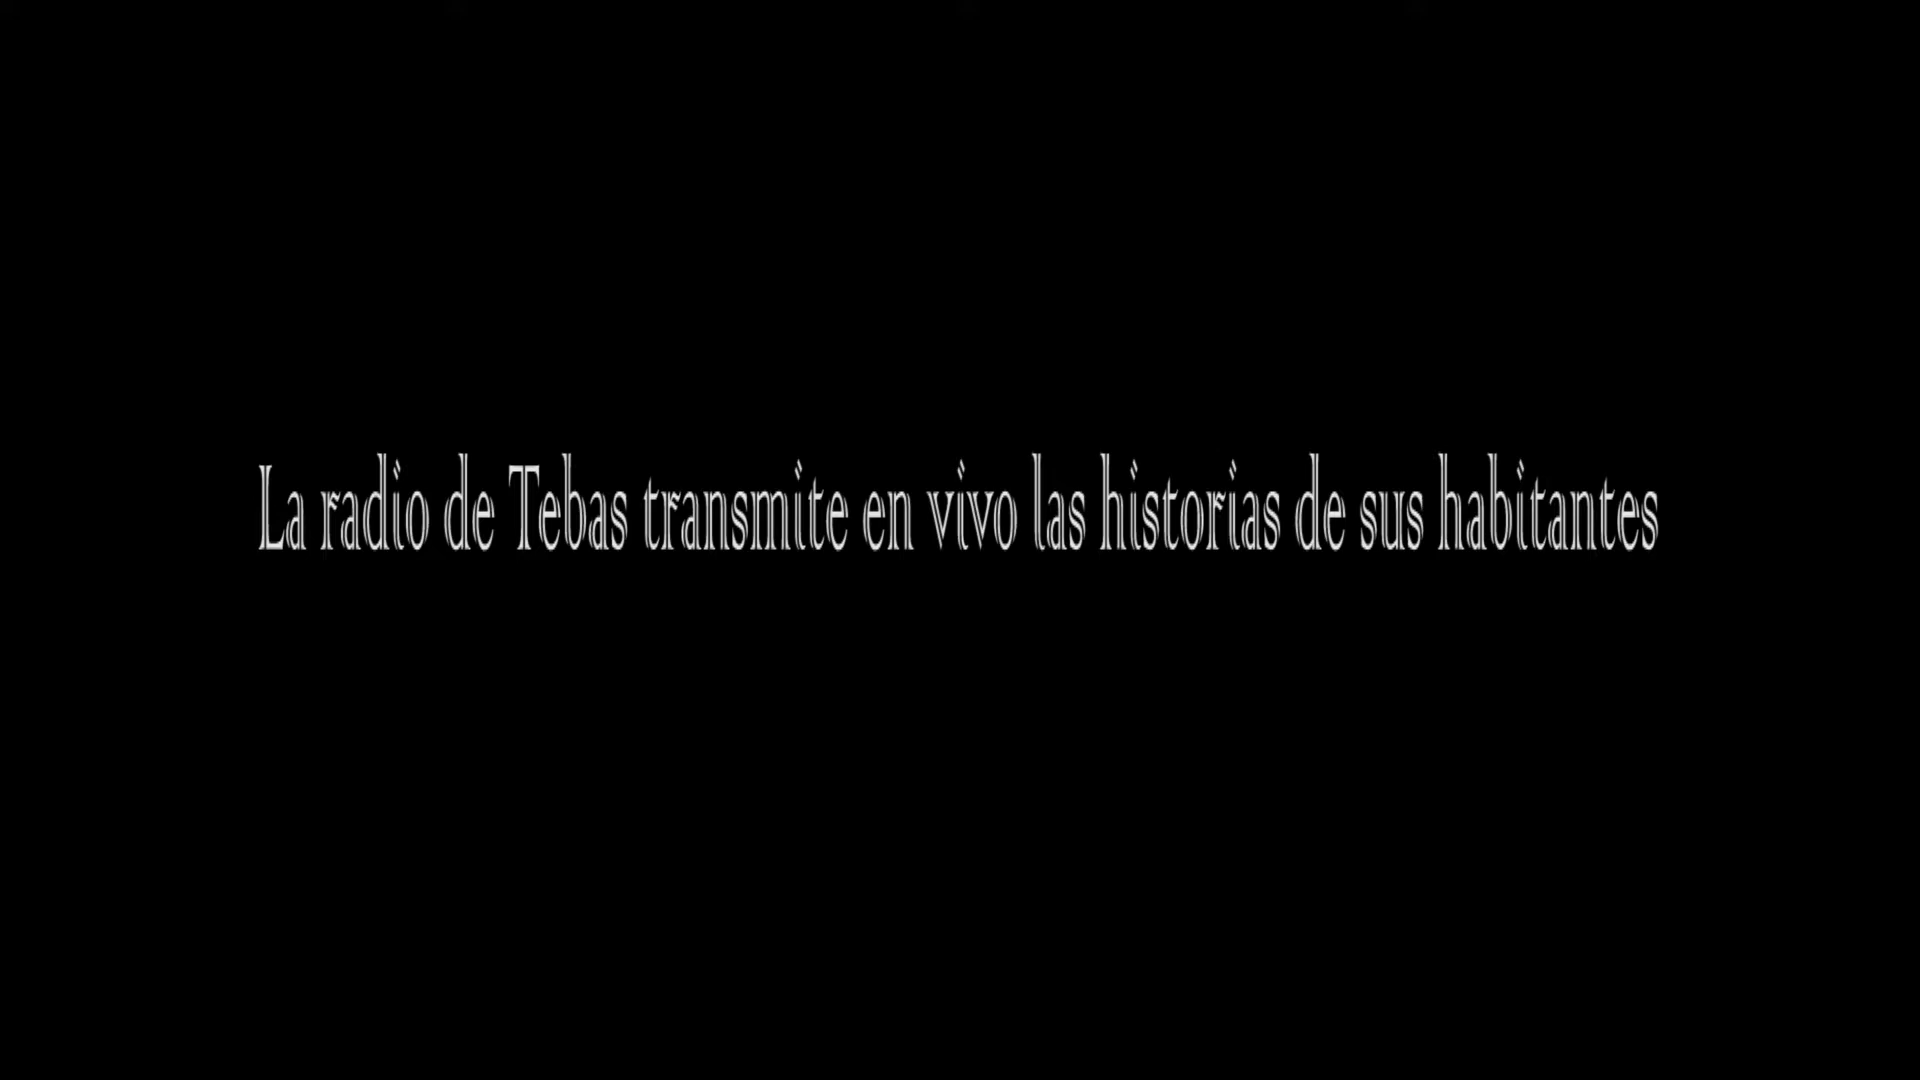 La radio de Tebas transmite en vivo las historias de sus habitantes